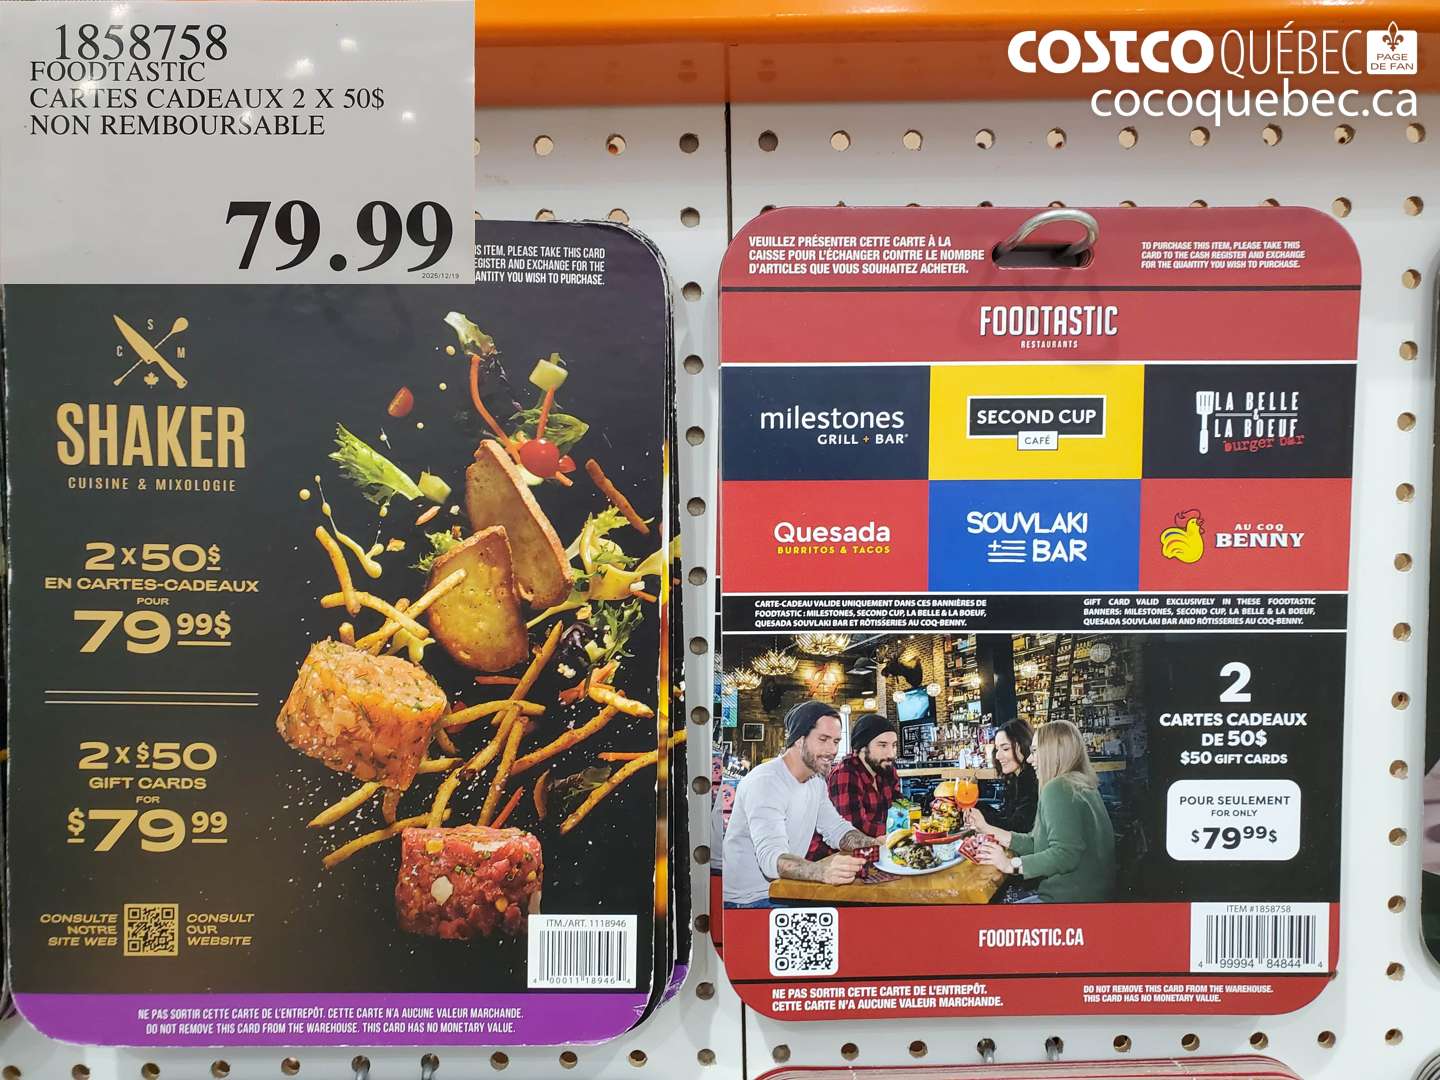 1858758
FOODTASTIC
CARTES CADEAUX 2 X 50$
NON REMBOURSABLE
79.99
2025/12/19
COSTCO QUÉBEC PAGE DE FAN
cocoquebec.ca
S ITEM, PLEASE TAKE THIS CARD
EGISTER AND EXCHANGE FOR THE
ANTITY YOU WISH TO PURCHASE.
S
C M
SHAKER
CUISINE & MIXOLOGIE
2 x 50$
EN CARTES-CADEAUX
POUR
79 99$
2 x $50
GIFT CARDS
FOR
$79 99
CONSULTE
NOTRE
SITE WEB
CONSULT
OUR
WEBSITE
ITM./ART. 1118946
4 00011 18946 4
NE PAS SORTIR CETTE CARTE DE L'ENTREPÔT. CETTE CARTE N'A AUCUNE VALEUR MARCHANDE.
DO NOT REMOVE THIS CARD FROM THE WAREHOUSE. THIS CARD HAS NO MONETARY VALUE.
VEUILLEZ PRÉSENTER CETTE CARTE À LA
CAISSE POUR L'ÉCHANGER CONTRE LE NOMBRE
D'ARTICLES QUE VOUS SOUHAITEZ ACHETER.
TO PURCHASE THIS ITEM, PLEASE TAKE THIS
CARD TO THE CASH REGISTER AND EXCHANGE
FOR THE QUANTITY YOU WISH TO PURCHASE.
FOODTASTIC
RESTAURANTS
milestones
GRILL + BAR
SECOND CUP
CAFÉ
LA BELLE
&
LA BOEUF
burger bar
Quesada
BURRITOS & TACOS
SOUVLAKI
BAR
AU COQ
BENNY
CARTE-CADEAU VALIDE UNIQUEMENT DANS CES BANNIÈRES DE
FOODTASTIC : MILESTONES, SECOND CUP, LA BELLE & LA BOEUF,
QUESADA SOUVLAKI BAR ET RÔTISSERIES AU COQ-BENNY.
GIFT CARD VALID EXCLUSIVELY IN THESE FOODTASTIC
BANNERS: MILESTONES, SECOND CUP, LA BELLE & LA BOEUF,
QUESADA SOUVLAKI BAR AND RÔTISSERIES AU COQ-BENNY.
2
CARTES CADEAUX
DE 50$
$50 GIFT CARDS
POUR SEULEMENT
FOR ONLY
$79 99$
ITEM #1858758
4 99994 84844 4
FOODTASTIC.CA
NE PAS SORTIR CETTE CARTE DE L'ENTREPÔT.
CETTE CARTE N'A AUCUNE VALEUR MARCHANDE.
DO NOT REMOVE THIS CARD FROM THE WAREHOUSE.
THIS CARD HAS NO MONETARY VALUE.